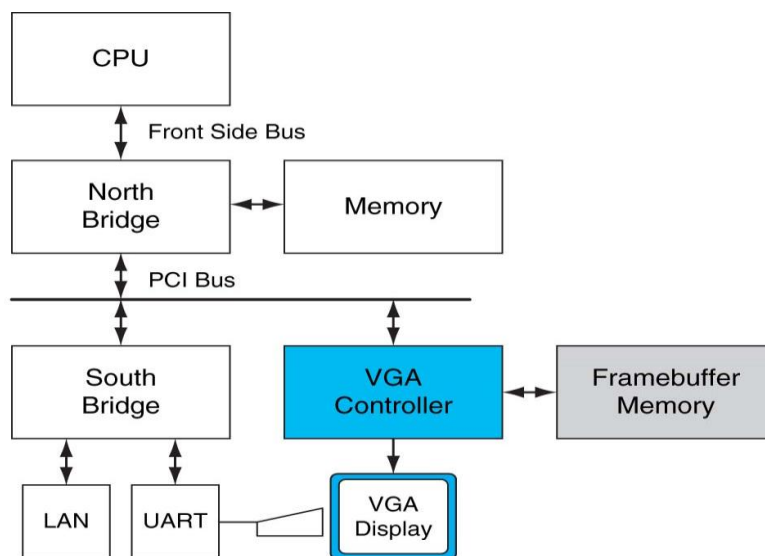 CPU
Front Side Bus
North
Bridge
Memory
PCI Bus
South
Bridge
VGA
Controller
Framebuffer
Memory
LAN
UART
VGA
Display